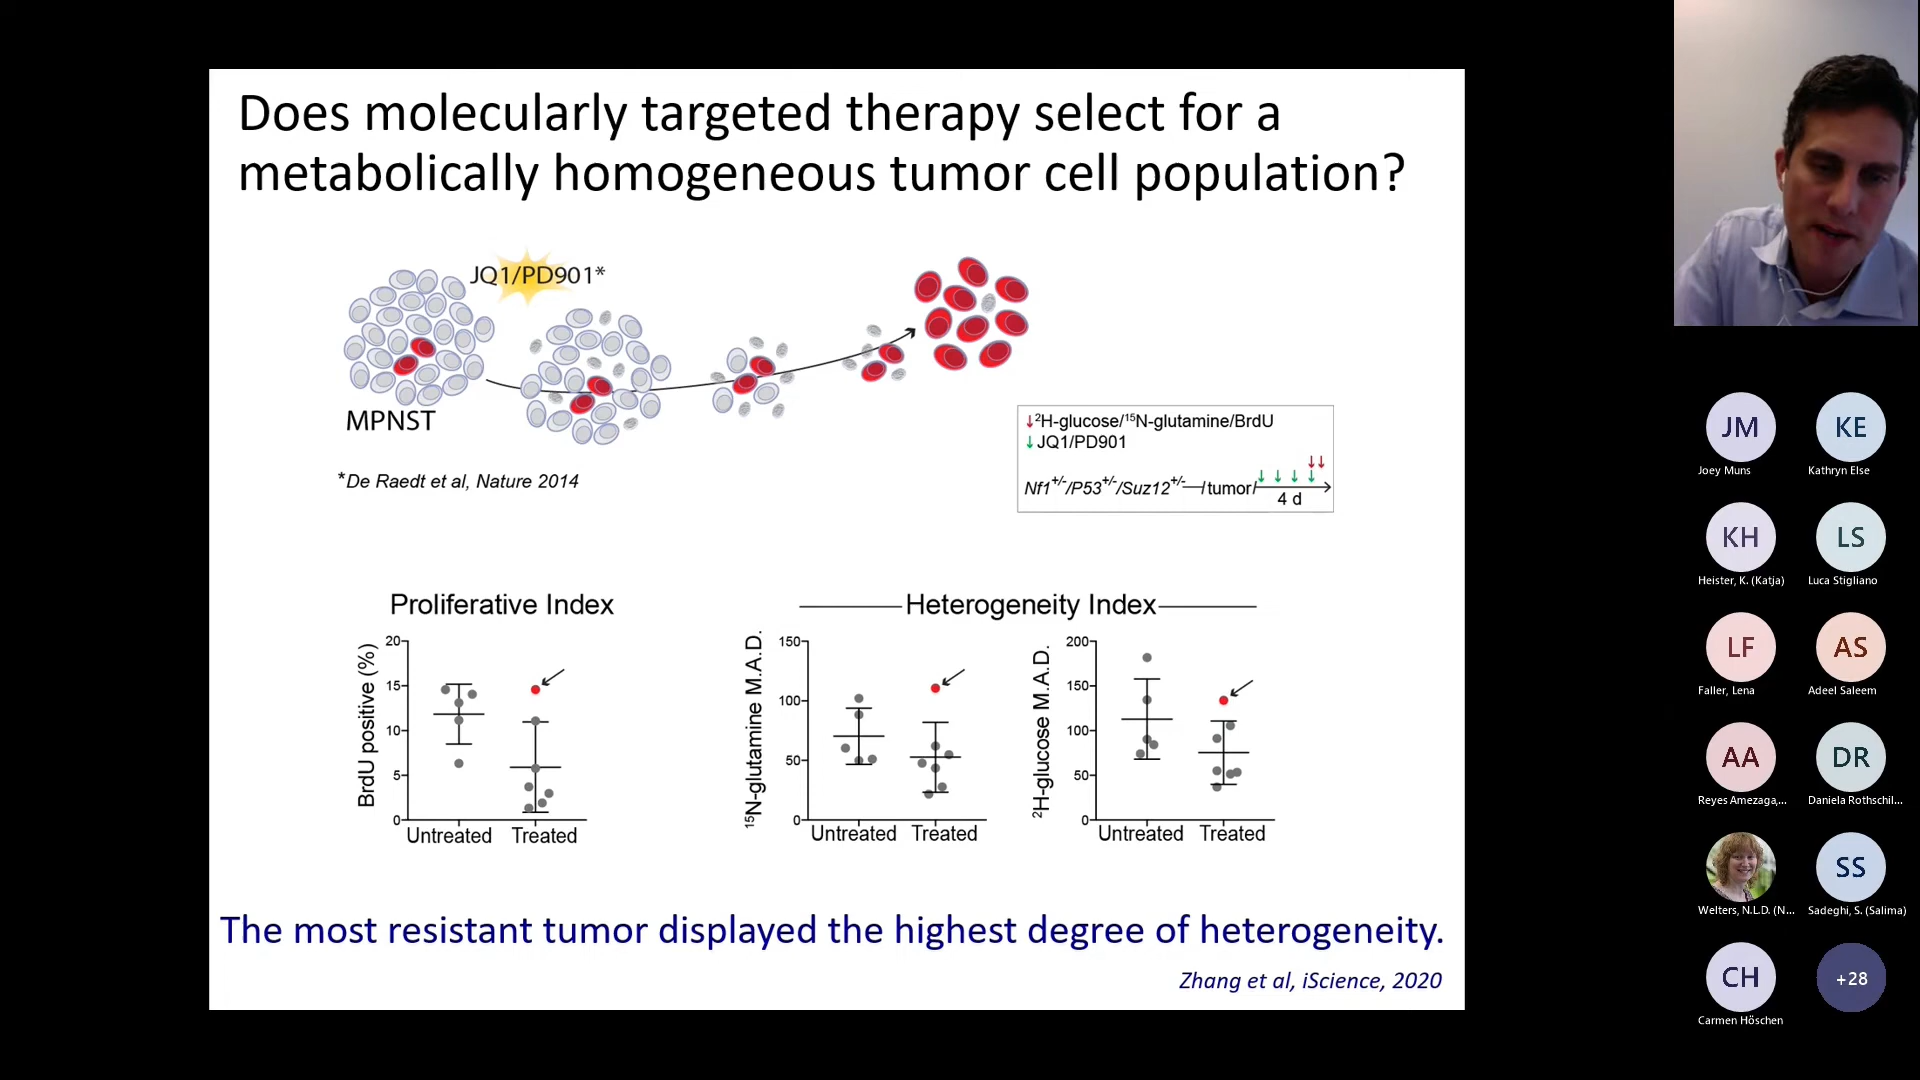 Does molecularly targeted therapy select for a
metabolically homogeneous tumor cell population?
JQ1/PD901*
MPNST
*De Raedt et al, Nature 2014
↓²H-glucose/¹⁵N-glutamine/BrdU
↓JQ1/PD901
Nf1+/-/P53+/-/Suz12+/-—/tumor/
4 d
Proliferative Index
BrdU positive (%)
20
15
10
5
0
Untreated Treated
Heterogeneity Index
¹⁵N-glutamine M.A.D.
150
100
50
0
Untreated Treated
²H-glucose M.A.D.
200
150
100
50
0
Untreated Treated
The most resistant tumor displayed the highest degree of heterogeneity.
Zhang et al, iScience, 2020
JM KE
Joey Muns Kathryn Else
KH LS
Heister, K. (Katja) Luca Stigliano
LF AS
Faller, Lena Adeel Saleem
AA DR
Reyes Amezaga,... Daniela Rothschil...
SS
Welters, N.L.D. (N... Sadeghi, S. (Salima)
CH +28
Carmen Höschen